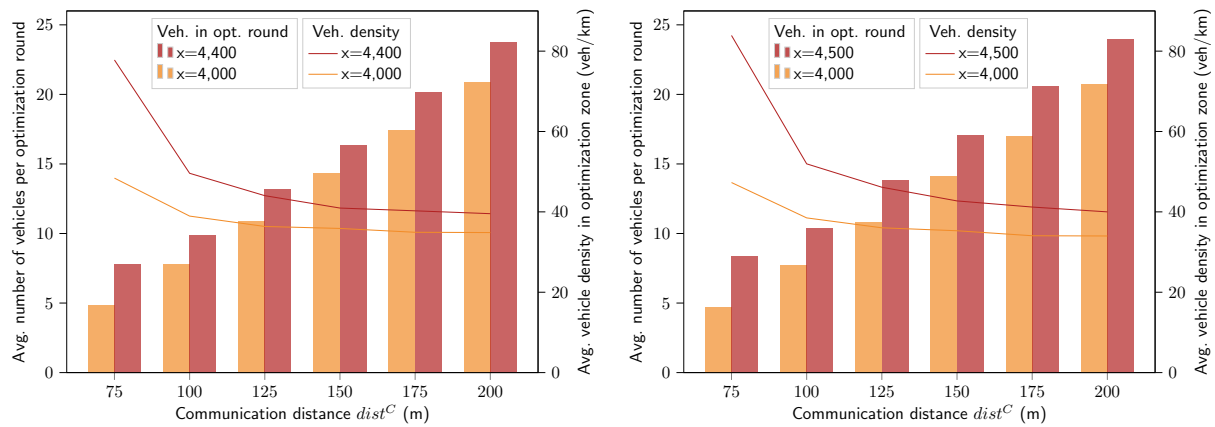 Avg. number of vehicles per optimization round
25
20
15
10
5
0
Veh. in opt. round
x=4,400
x=4,000
Veh. density
x=4,400
x=4,000
80
60
40
20
0
Avg. vehicle density in optimization zone (veh/km)
75 100 125 150 175 200
Communication distance dist^C (m)
Avg. number of vehicles per optimization round
25
20
15
10
5
0
Veh. in opt. round
x=4,500
x=4,000
Veh. density
x=4,500
x=4,000
80
60
40
20
0
Avg. vehicle density in optimization zone (veh/km)
75 100 125 150 175 200
Communication distance dist^C (m)